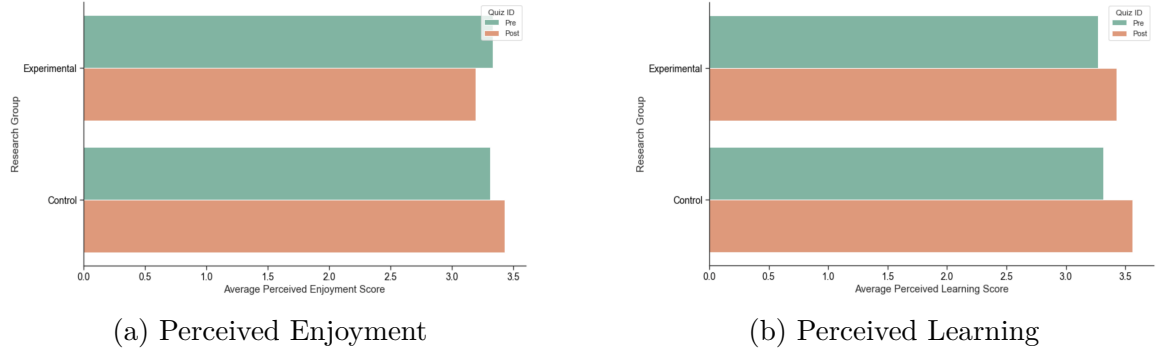 Quiz ID
Pre
Post
Experimental
Control
Research Group
0.0 0.5 1.0 1.5 2.0 2.5 3.0 3.5
Average Perceived Enjoyment Score
(a) Perceived Enjoyment
Quiz ID
Pre
Post
Experimental
Control
Research Group
0.0 0.5 1.0 1.5 2.0 2.5 3.0 3.5
Average Perceived Learning Score
(b) Perceived Learning